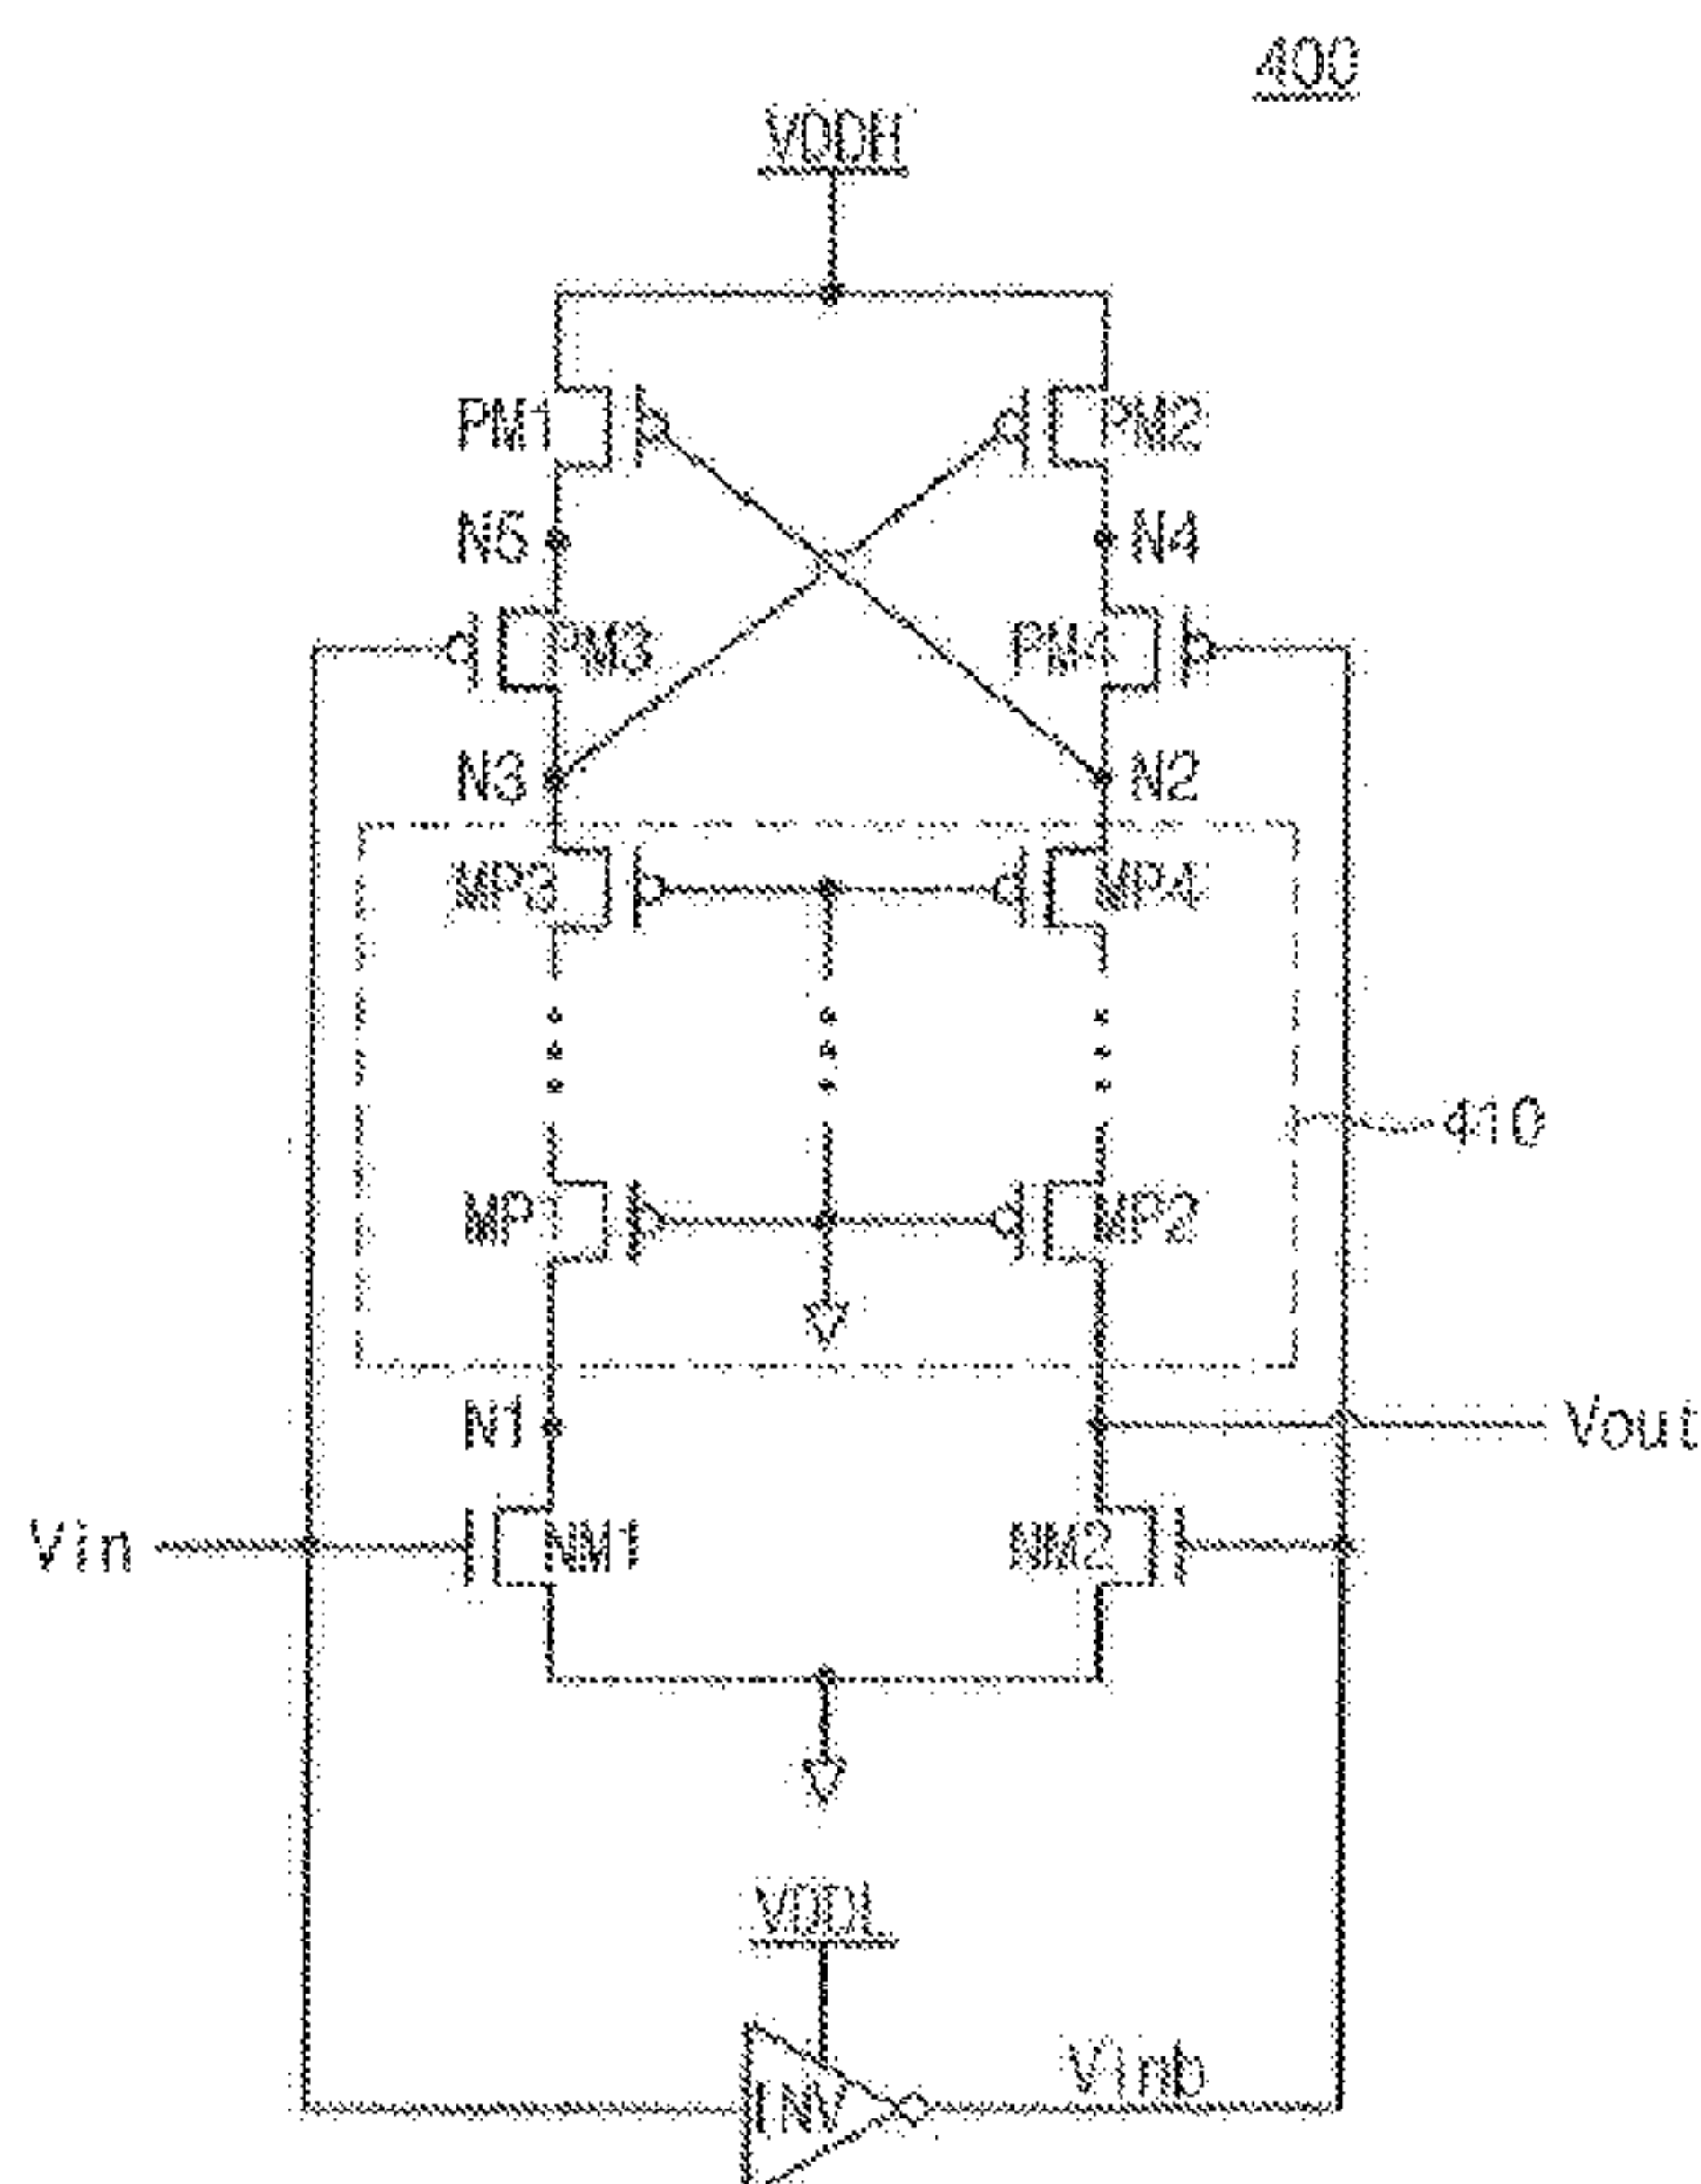 400
VDDH
PM1 PM2
N5 N4
PM3 PM4
N3 N2
MP3 MP4
410
MP1 MP2
N1 Vout
Vin NM1 NM2
VDDL
INV Vinb